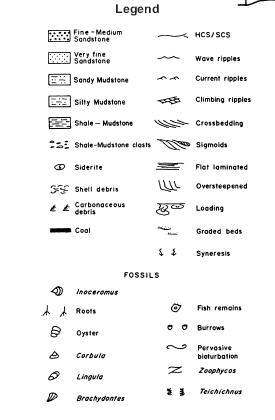 Legend
Fine-Medium
Sandstone
Very fine
Sandstone
Sandy Mudstone
Silty Mudstone
Shale-Mudstone
Shale-Mudstone clasts
Siderite
Shell debris
Carbonaceous
debris
Coal
HCS/SCS
Wave ripples
Current ripples
Climbing ripples
Crossbedding
Sigmoids
Flat laminated
Oversteepened
Loading
Graded beds
Syneresis
FOSSILS
Inoceramus
Roots
Oyster
Corbula
Lingula
Brachydontes
Fish remains
Burrows
Pervasive
bioturbation
Zoophycos
Teichichnus